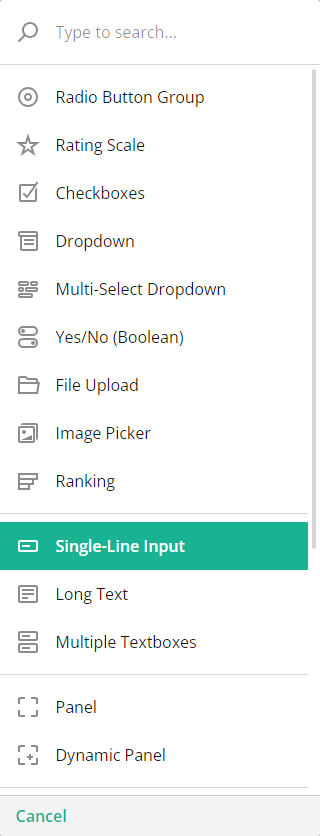 Type to search...
Radio Button Group
Rating Scale
Checkboxes
Dropdown
Multi-Select Dropdown
Yes/No (Boolean)
File Upload
Image Picker
Ranking
Single-Line Input
Long Text
Multiple Textboxes
Panel
Dynamic Panel
Cancel